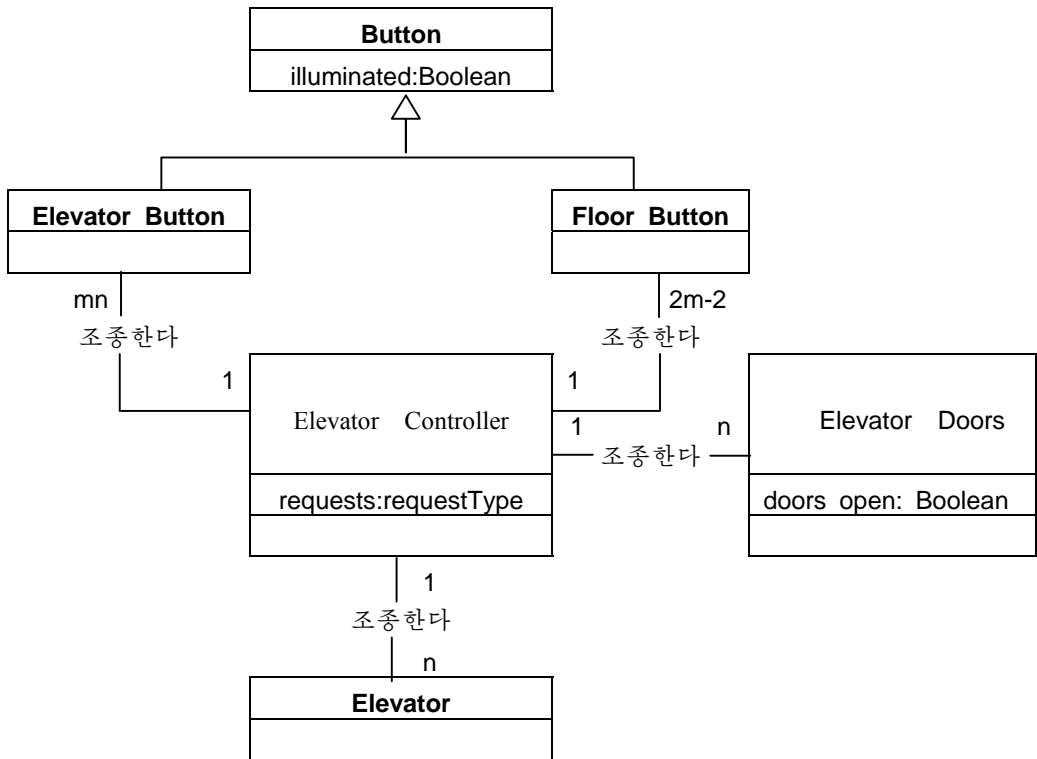 Button
illuminated:Boolean
Elevator Button
Floor Button
mn
2m-2
조종한다
조종한다
1
1
Elevator Controller
Elevator Doors
1
n
조종한다
requests:requestType
doors open: Boolean
1
조종한다
n
Elevator